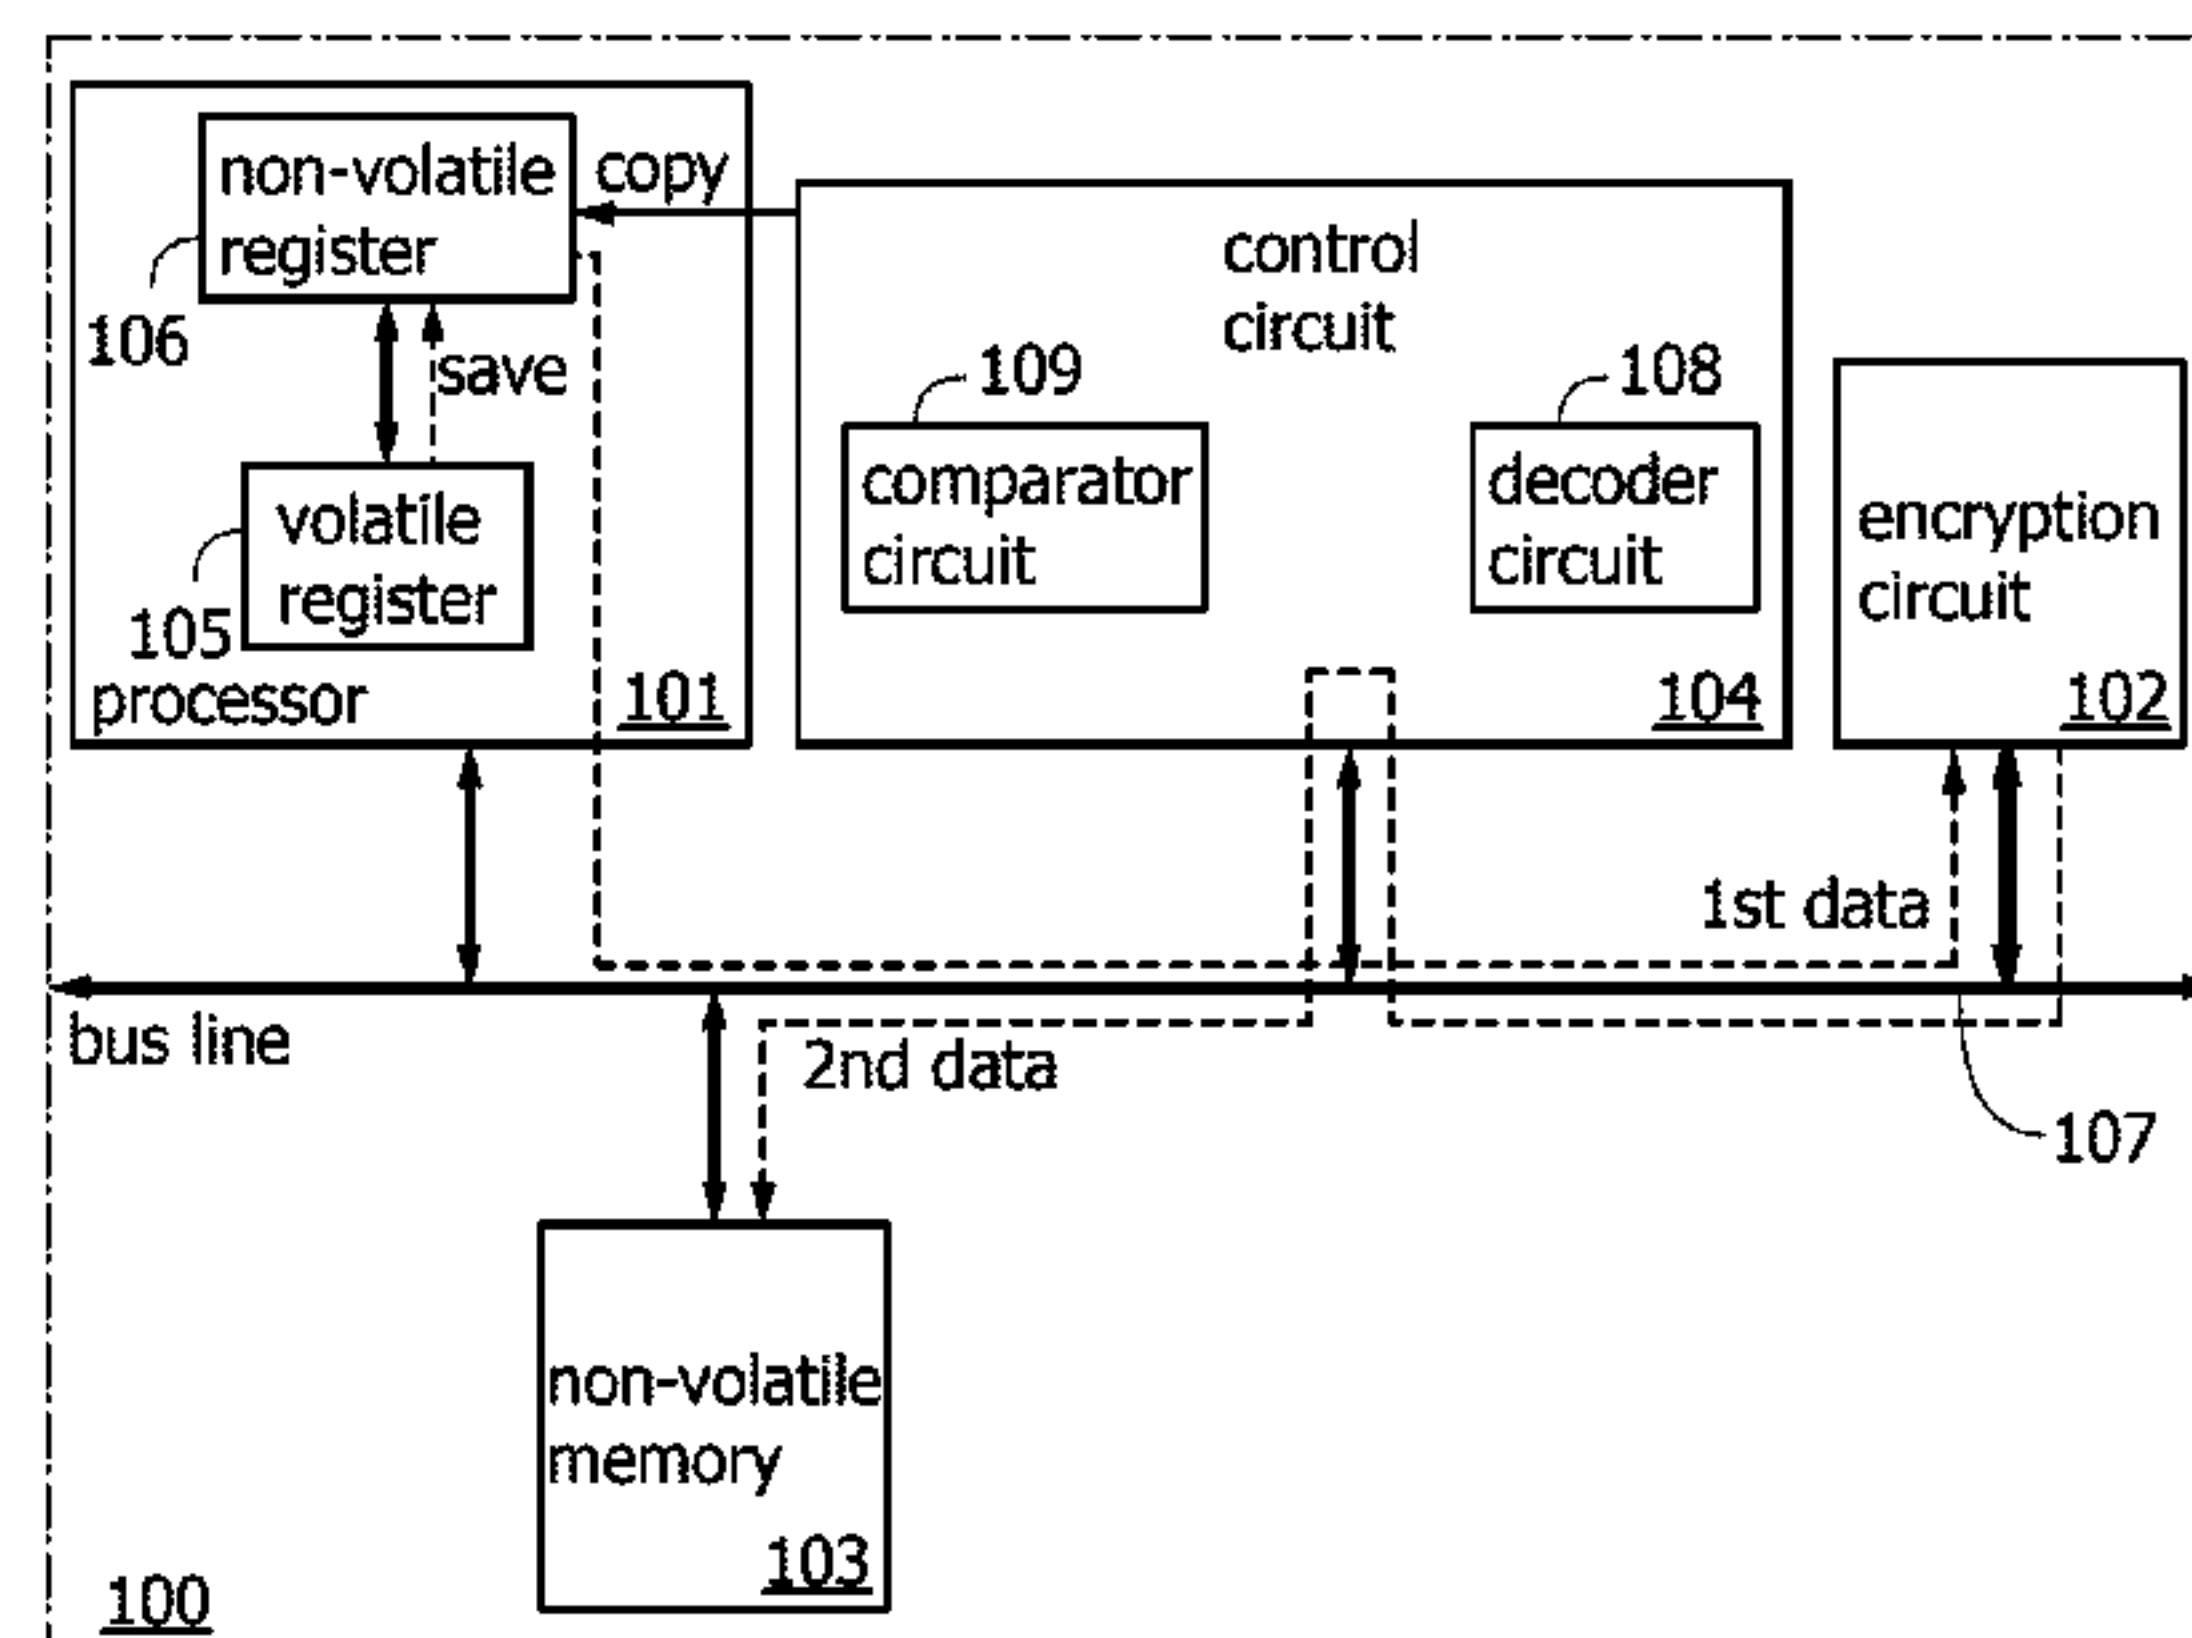 non-volatile
register
copy
106
save
volatile
register
105
processor
101
control
circuit
109
108
comparator
circuit
decoder
circuit
104
encryption
circuit
102
1st data
bus line
2nd data
107
non-volatile
memory
103
100